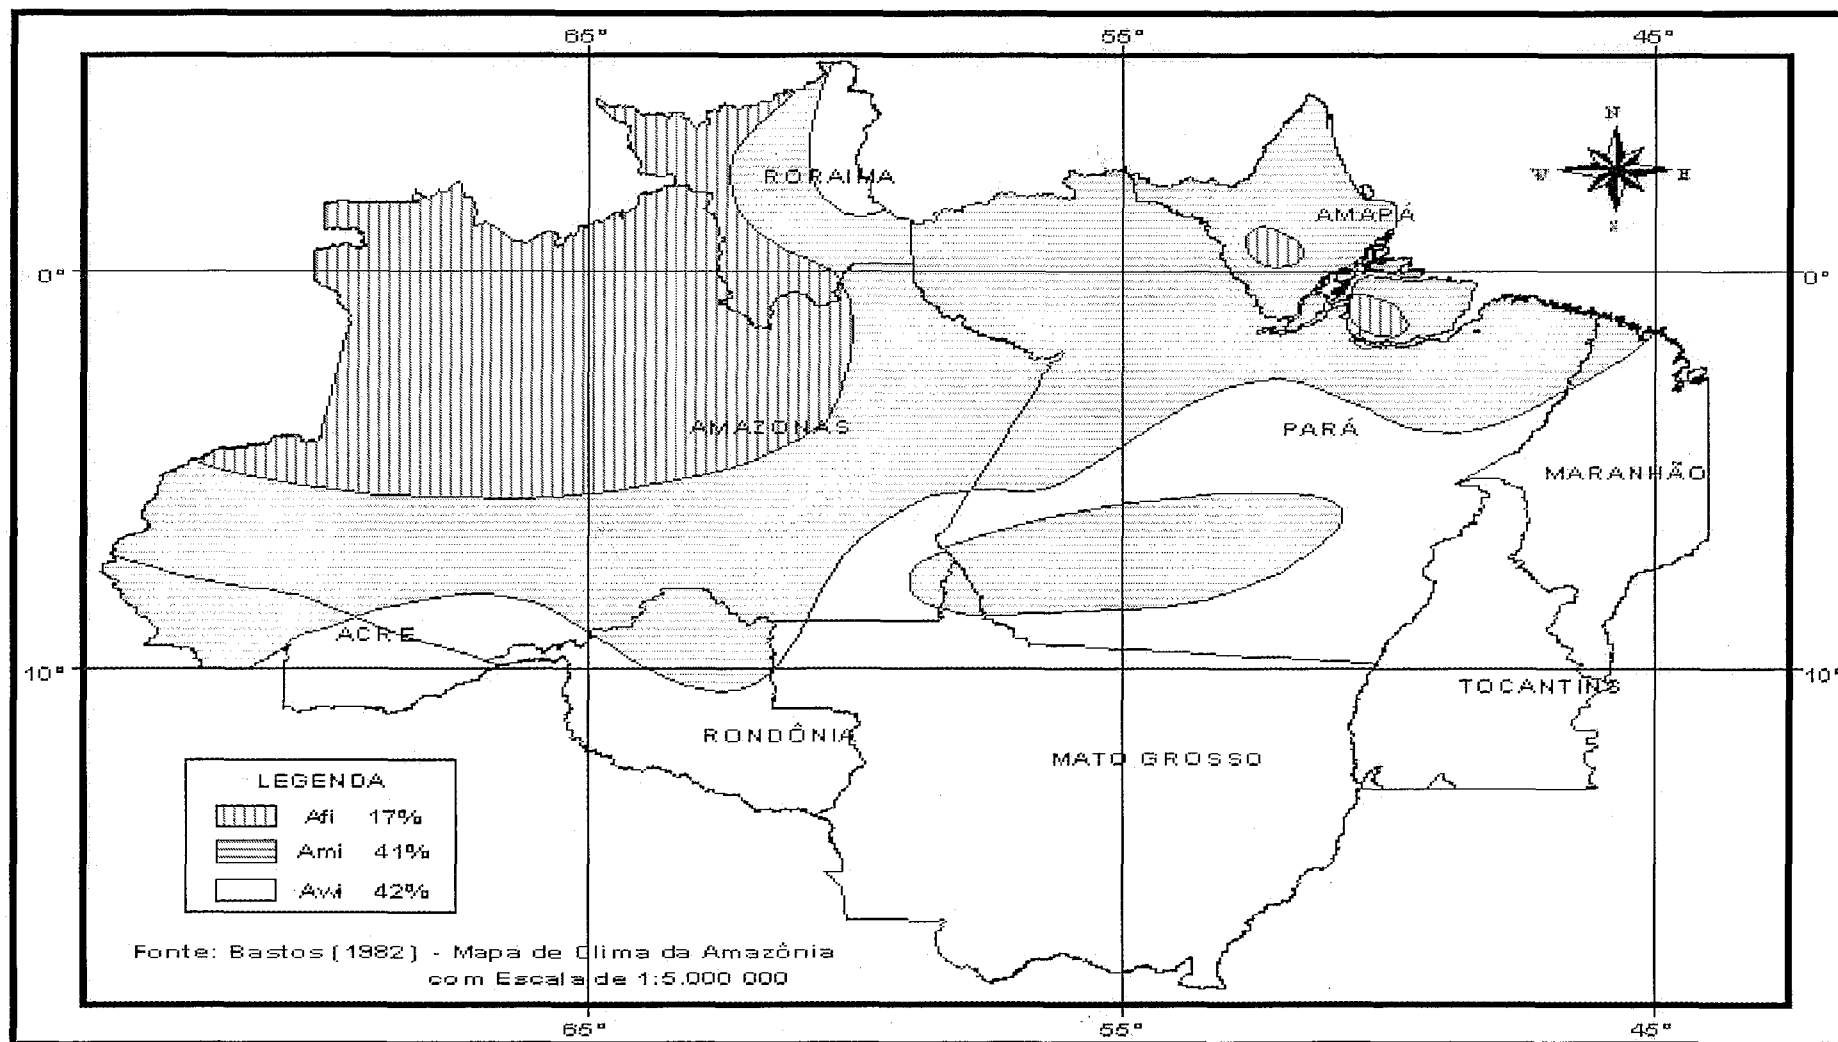 65° 55° 45°
N
W E
S
RORAIMA
AMAPÁ
0° 0°
AMAZONAS
PARÁ
MARANHÃO
ACRE
10° 10°
TOCANTINS
RONDÔNIA
MATO GROSSO
LEGENDA
Afi 17%
Ami 41%
Awi 42%
Fonte: Bastos (1982) - Mapa de Clima da Amazônia
com Escala de 1:5.000 000
65° 55° 45°